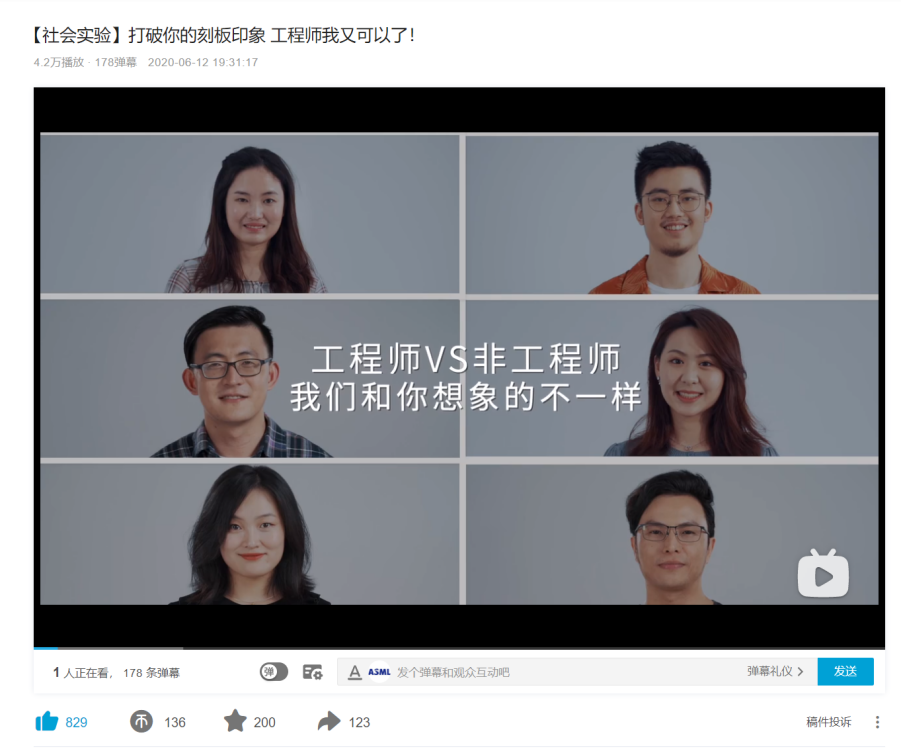 【社会实验】打破你的刻板印象 工程师我又可以了！
4.2万播放 · 178弹幕 2020-06-12 19:31:17
工程师VS非工程师
我们和你想象的不一样
1 人正在看， 178 条弹幕 弹 A ASML 发个弹幕和观众互动吧 弹幕礼仪 > 发送
829 币 136 200 123 稿件投诉